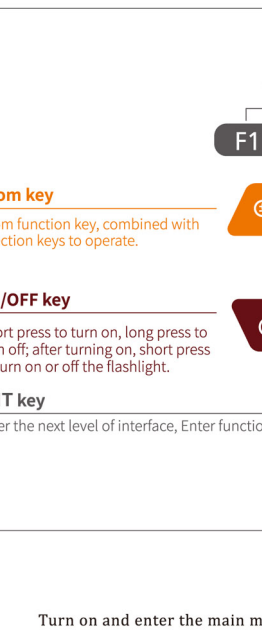 F1
om key
m function key, combined with
ction keys to operate.
/OFF key
rt press to turn on, long press to
n off; after turning on, short press
urn on or off the flashlight.
T key
er the next level of interface, Enter functio
Turn on and enter the main m